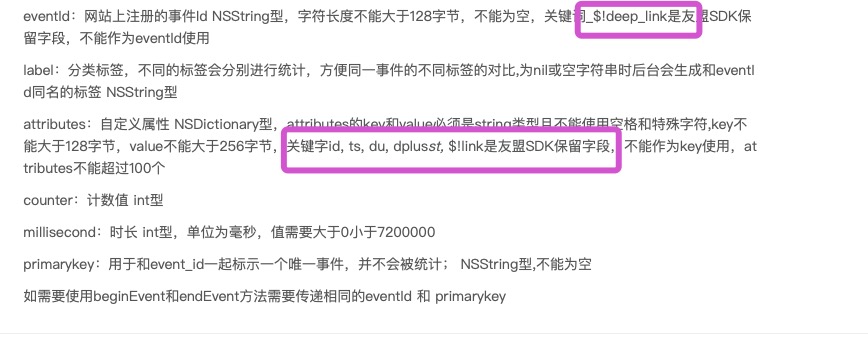 eventId：网站上注册的事件Id NSString型，字符长度不能大于128字节，不能为空，关键词_$!deep_link是友盟SDK保
留字段，不能作为eventId使用
label：分类标签，不同的标签会分别进行统计，方便同一事件的不同标签的对比,为nil或空字符串时后台会生成和eventI
d同名的标签 NSString型
attributes：自定义属性 NSDictionary型，attributes的key和value必须是string类型且不能使用空格和特殊字符,key不
能大于128字节，value不能大于256字节，关键字id, ts, du, dplusst, $!link是友盟SDK保留字段，不能作为key使用，at
tributes不能超过100个
counter：计数值 int型
millisecond：时长 int型，单位为毫秒，值需要大于0小于7200000
primarykey：用于和event_id一起标示一个唯一事件，并不会被统计； NSString型,不能为空
如需要使用beginEvent和endEvent方法需要传递相同的eventId 和 primarykey